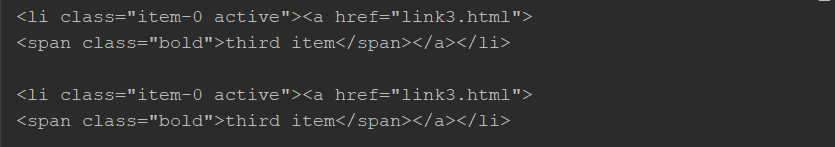 <li class="item-0 active"><a href="link3.html">
<span class="bold">third item</span></a></li>
<li class="item-0 active"><a href="link3.html">
<span class="bold">third item</span></a></li>